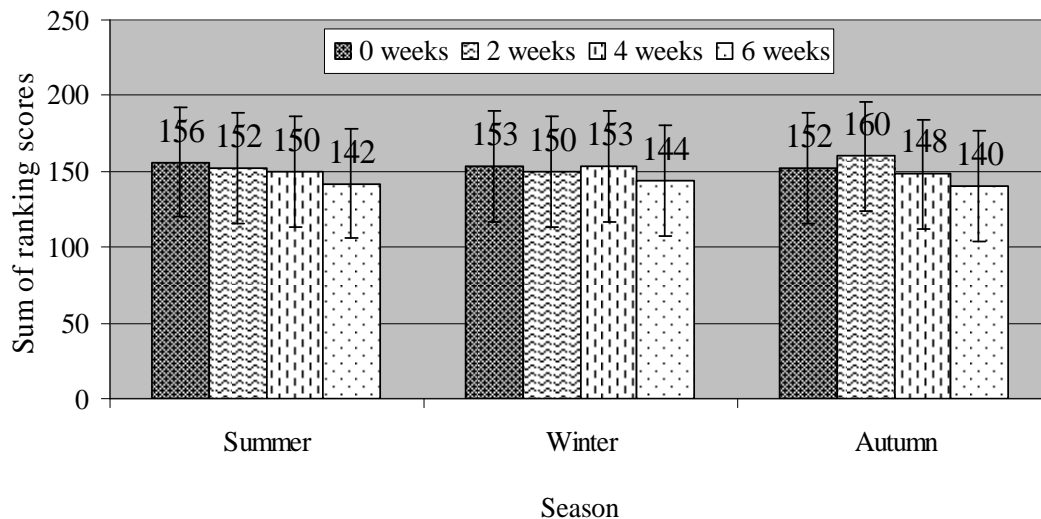 250
200
150
100
50
0
Sum of ranking scores
0 weeks 2 weeks 4 weeks 6 weeks
156 152 150 142 153 150 153 144 152 160 148 140
Summer Winter Autumn
Season